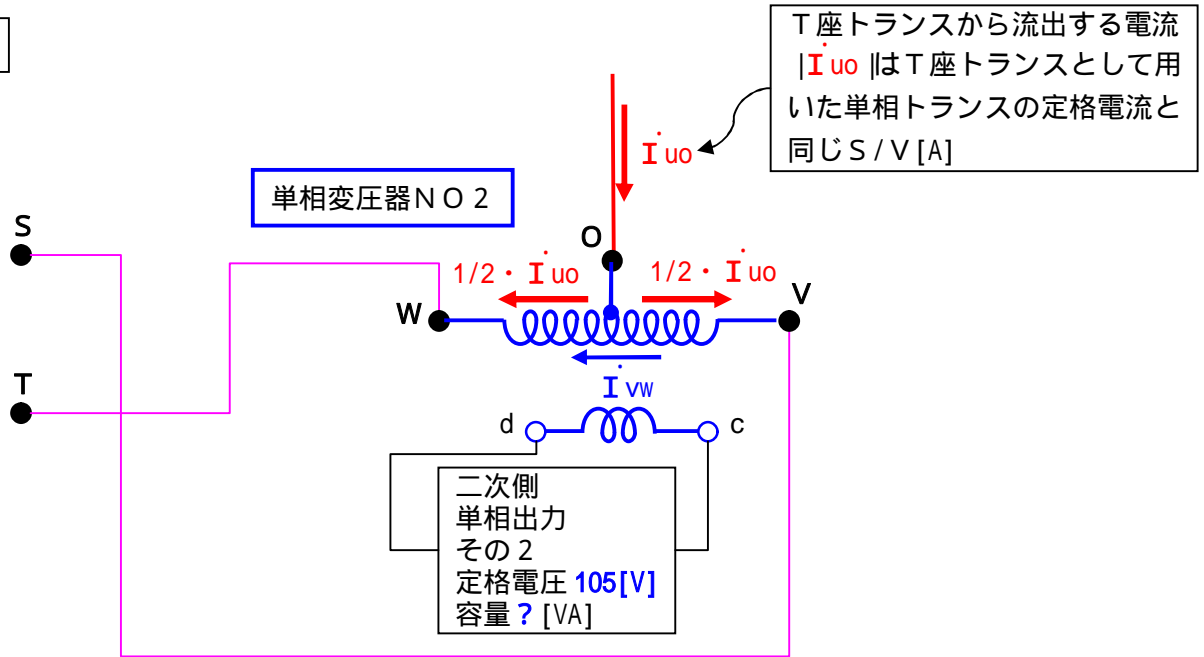 T座トランスから流出する電流
|İuo|はT座トランスとして用
いた単相トランスの定格電流と
同じS/V[A]
İuo
単相変圧器NO2
S
O
1/2・İuo
1/2・İuo
V
W
İvw
T
d
c
二次側
単相出力
その2
定格電圧 105[V]
容量?[VA]